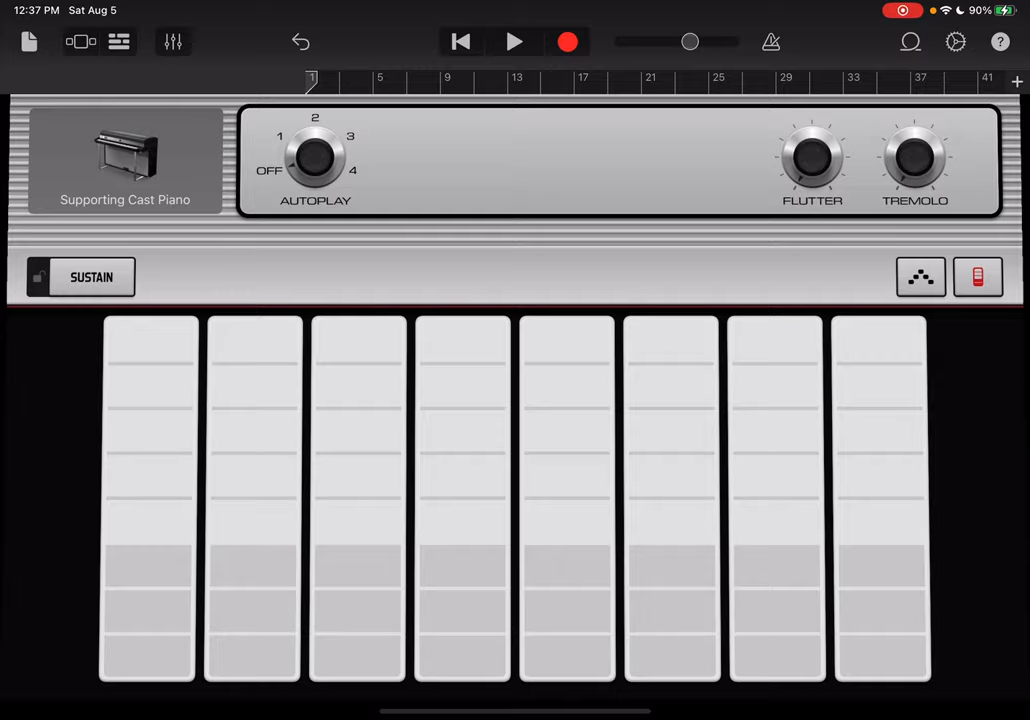 12:37 PM Sat Aug 5 90%
1 5 9 13 17 21 25 29 33 37 41 +
?
2
1 3
OFF 4
Supporting Cast Piano AUTOPLAY FLUTTER TREMOLO
SUSTAIN